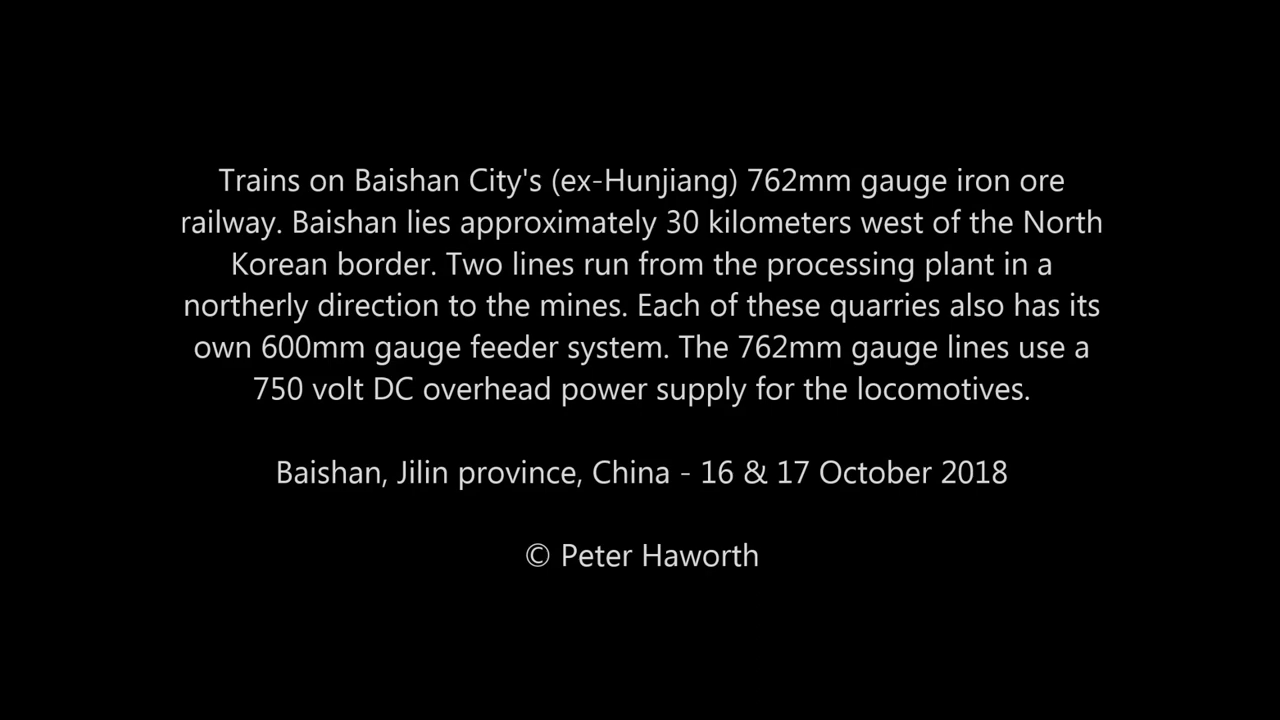 Trains on Baishan City's (ex-Hunjiang) 762mm gauge iron ore
railway. Baishan lies approximately 30 kilometers west of the North
Korean border. Two lines run from the processing plant in a
northerly direction to the mines. Each of these quarries also has its
own 600mm gauge feeder system. The 762mm gauge lines use a
750 volt DC overhead power supply for the locomotives.
Baishan, Jilin province, China - 16 & 17 October 2018
© Peter Haworth